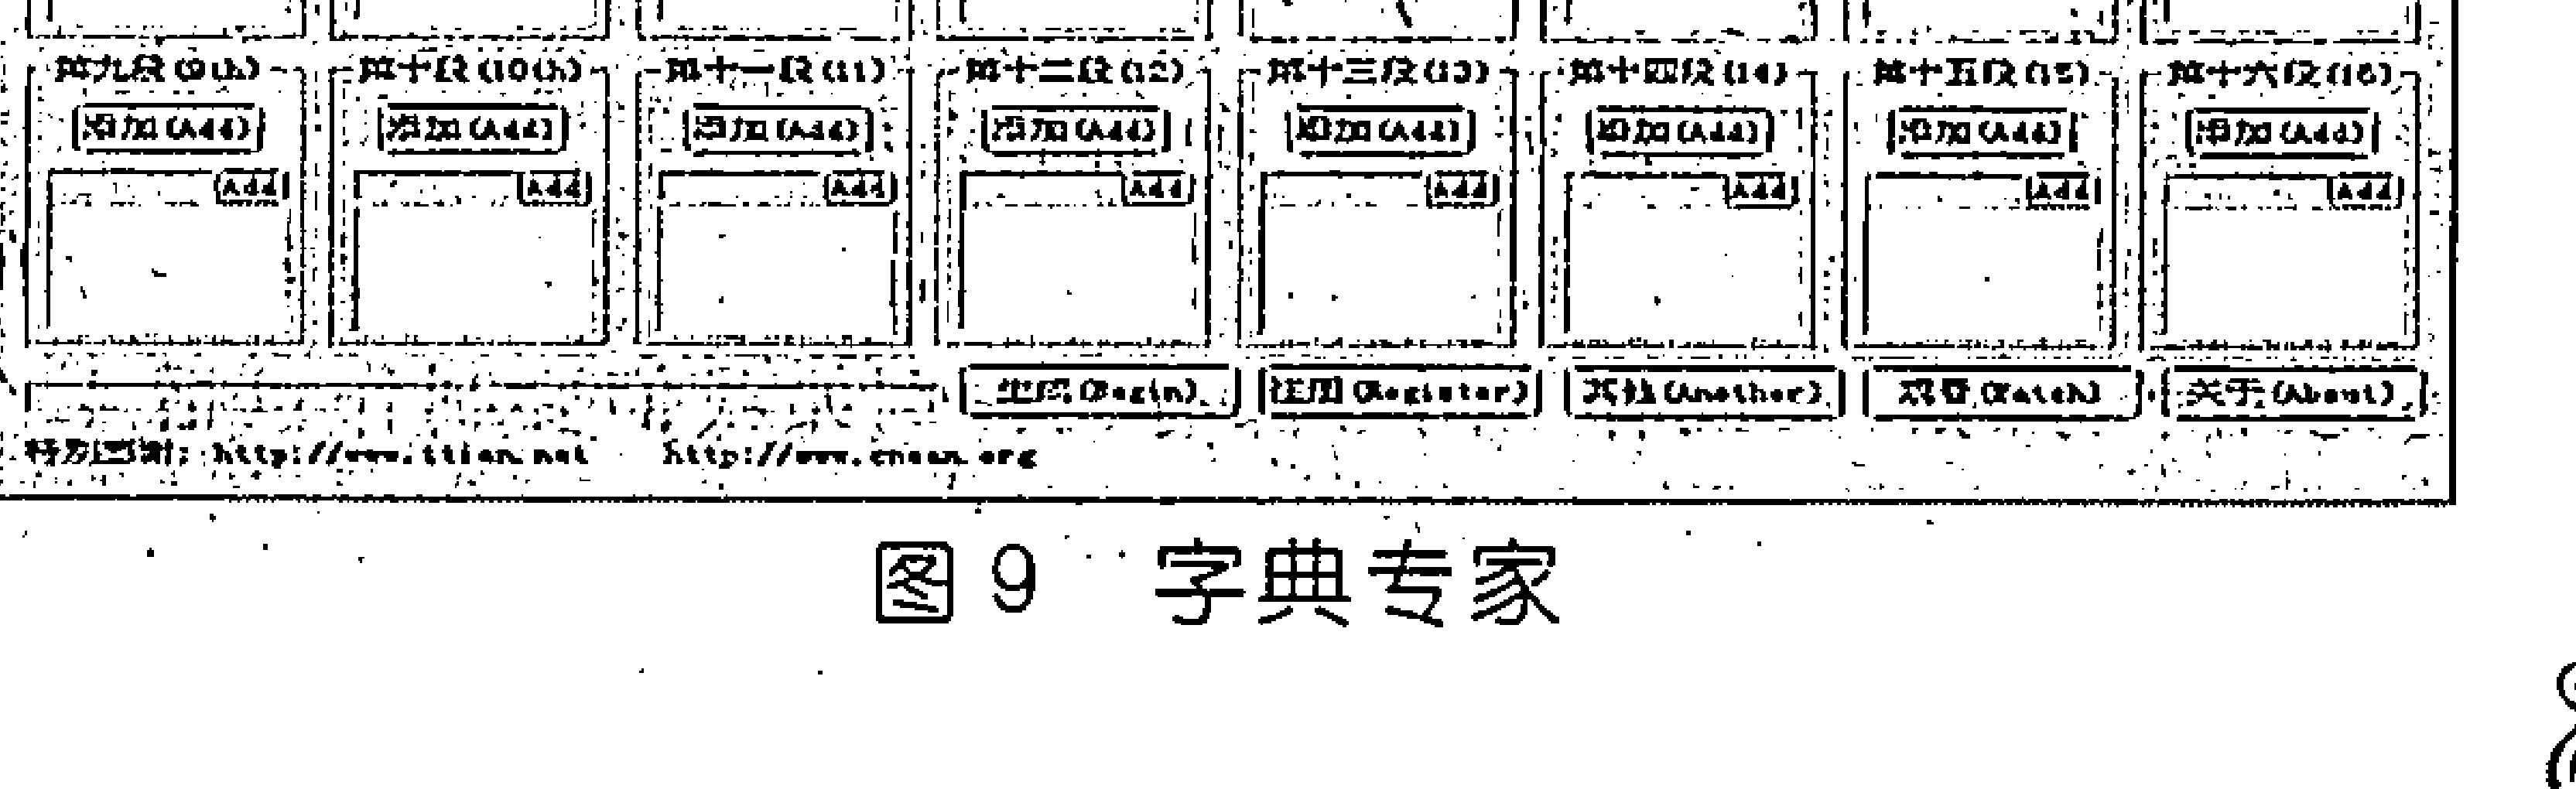 第九段(9th) 第十段(10th) 第十一段(11) 第十二段(12) 第十三段(13) 第十四段(14) 第十五段(15) 第十六段(16)
添加(Add) 添加(Add) 添加(Add) 添加(Add) 添加(Add) 添加(Add) 添加(Add) 添加(Add)
Add Add Add Add Add Add Add Add
生成(Begin) 注册(Register) 其他(Another) (Watch) 关于(About)
特别感谢: http://www.ttian.net http://www.cnsan.org
图9 字典专家